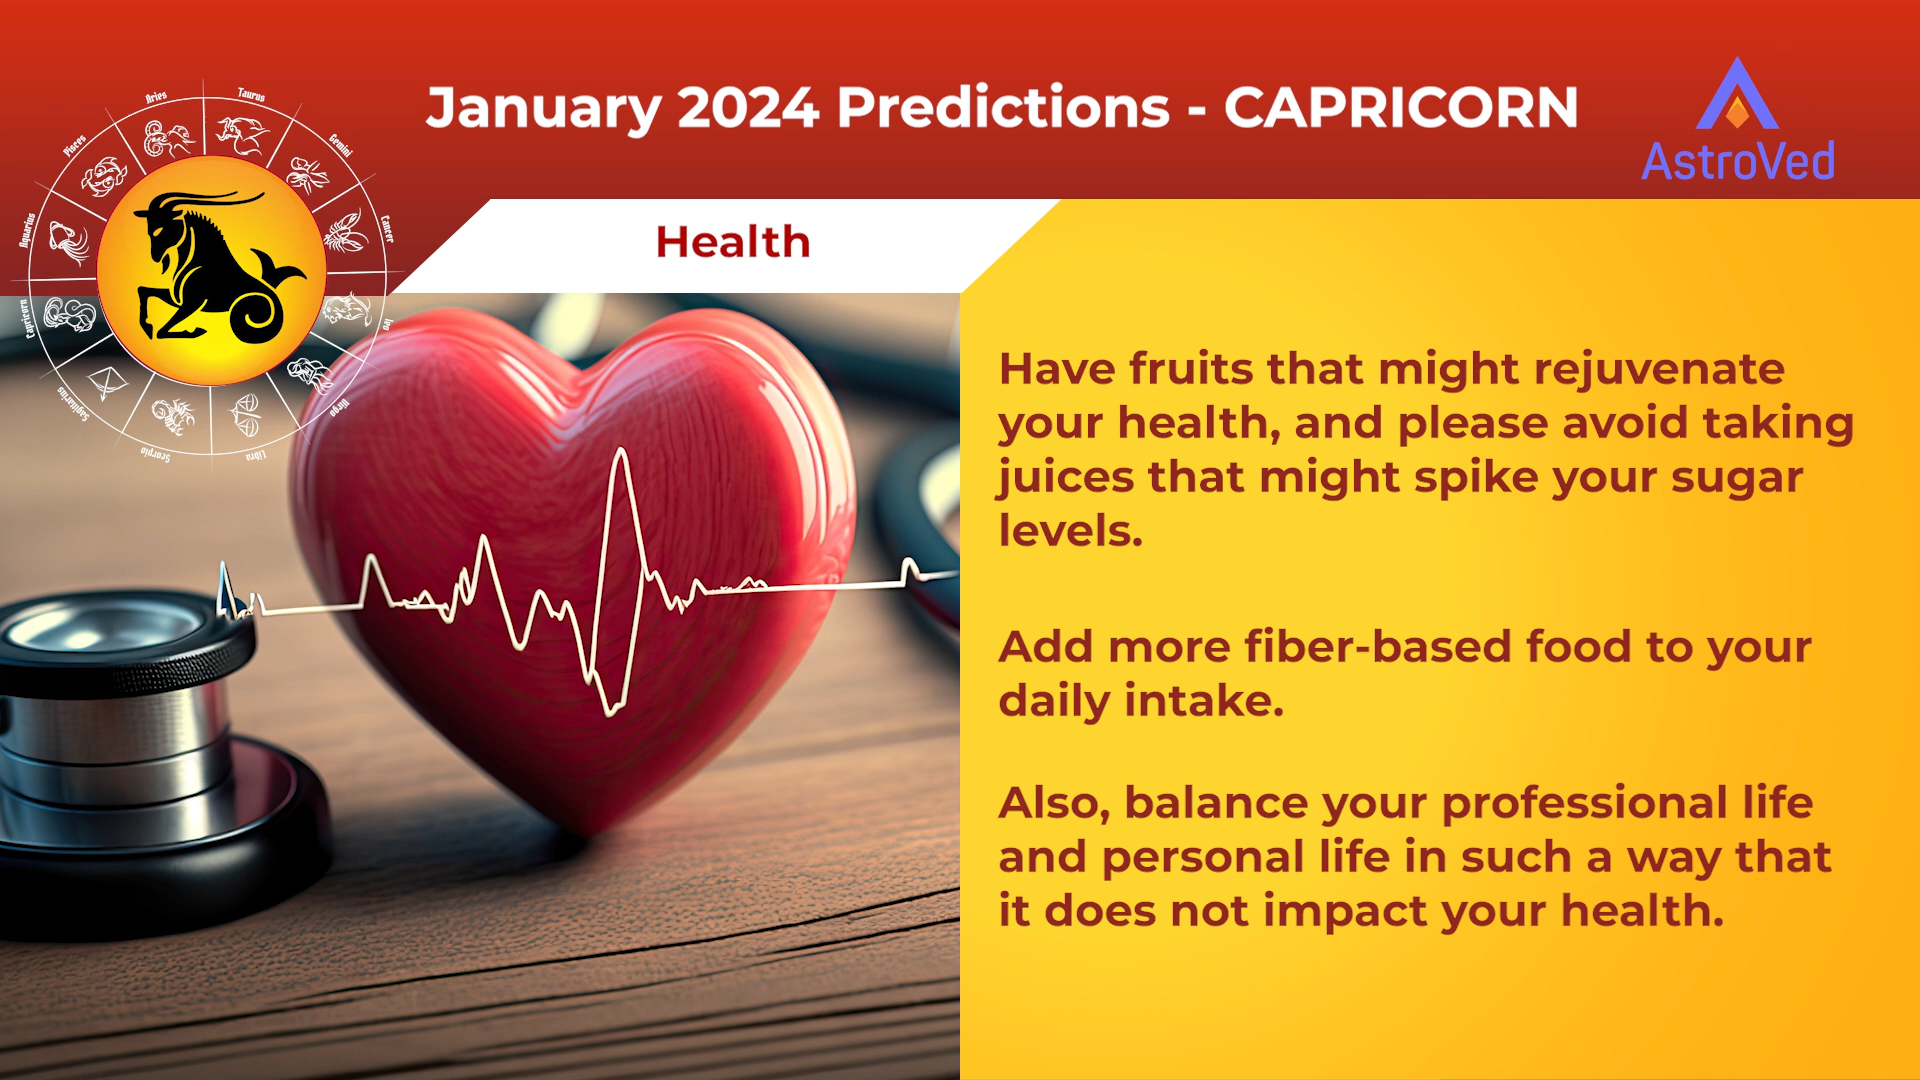 January 2024 Predictions - CAPRICORN
AstroVed
Aries
Taurus
Gemini
Cancer
leo
Virgo
Libra
Scorpio
Sagittarius
Capricorn
Aquarius
Pisces
Health
Have fruits that might rejuvenate
your health, and please avoid taking
juices that might spike your sugar
levels.
Add more fiber-based food to your
daily intake.
Also, balance your professional life
and personal life in such a way that
it does not impact your health.